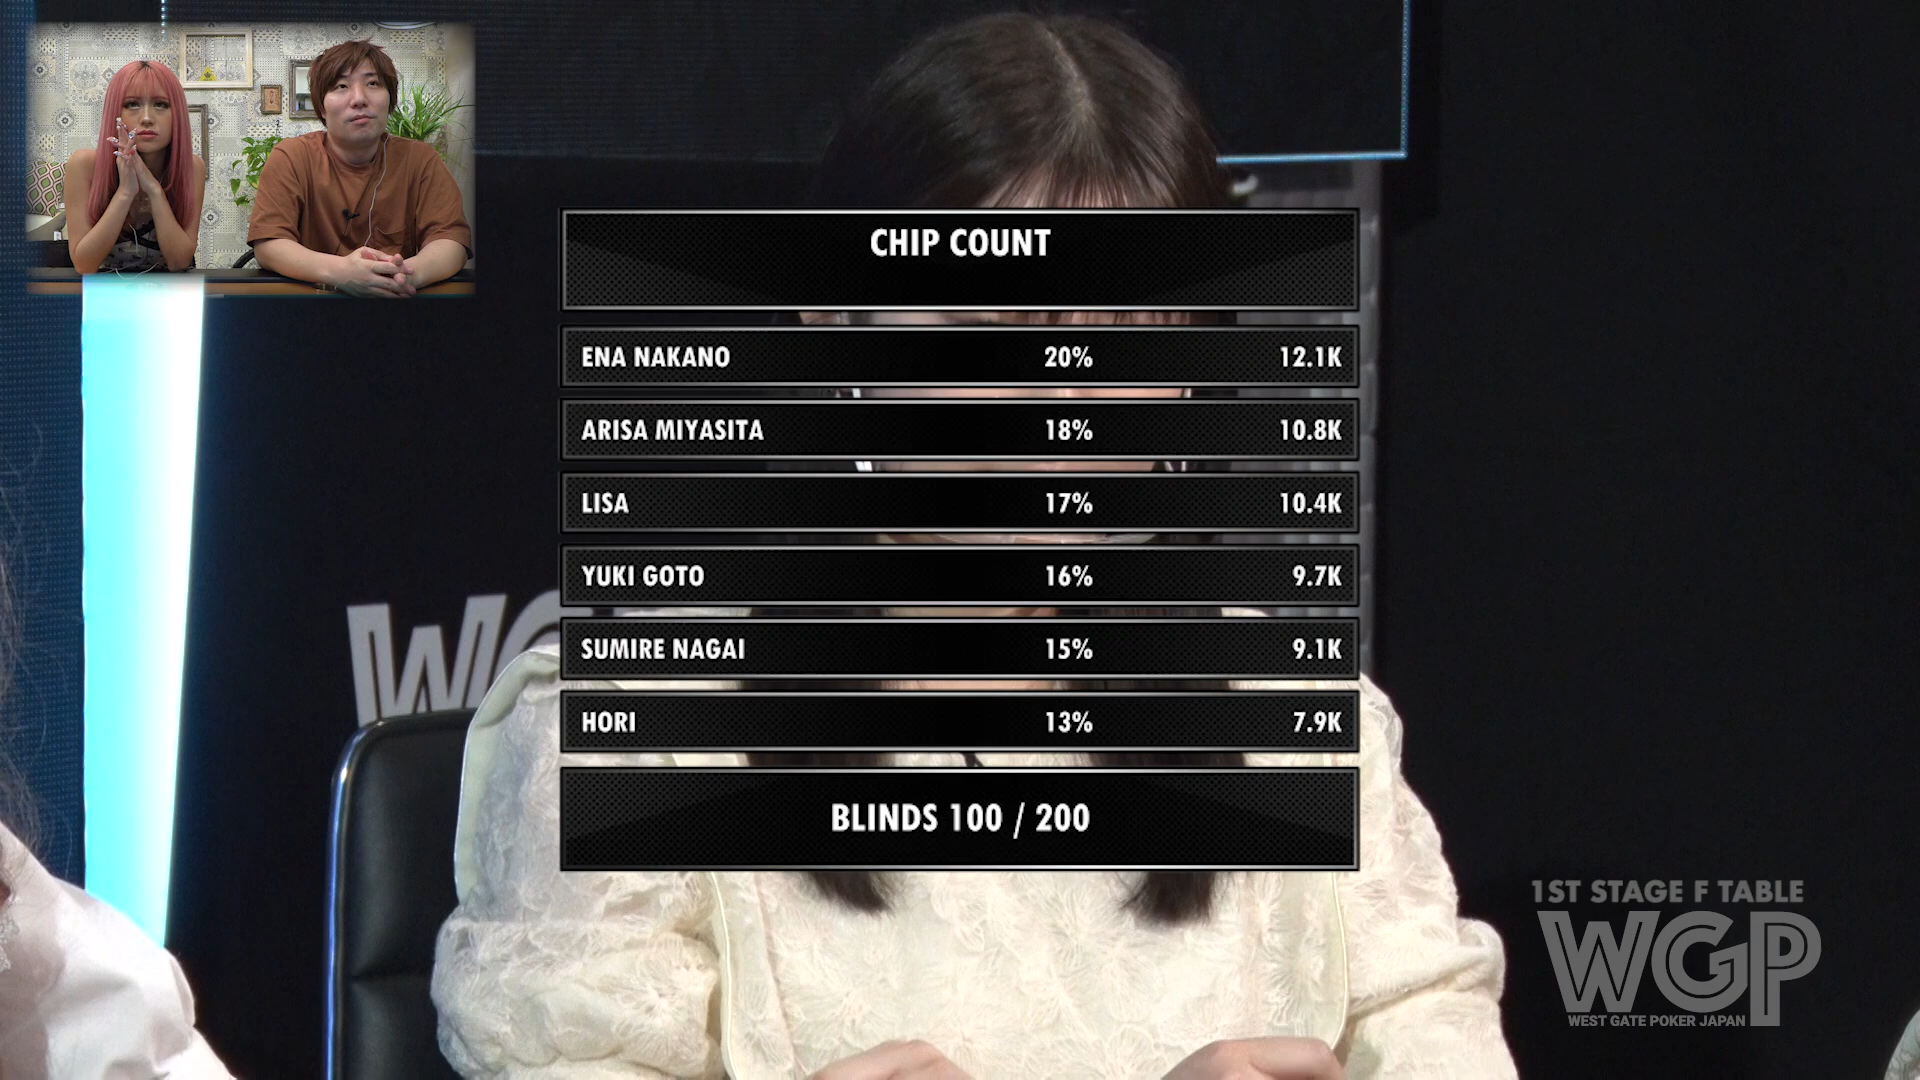 CHIP COUNT
ENA NAKANO 20% 12.1K
ARISA MIYASITA 18% 10.8K
LISA 17% 10.4K
YUKI GOTO 16% 9.7K
SUMIRE NAGAI 15% 9.1K
HORI 13% 7.9K
BLINDS 100 / 200
1ST STAGE F TABLE
WGP
WEST GATE POKER JAPAN